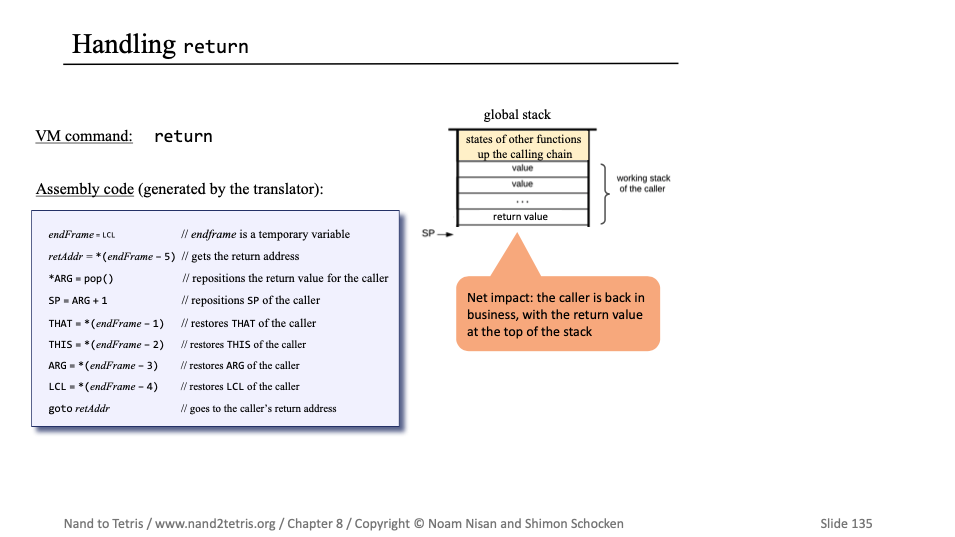 Handling return
VM command: return
Assembly code (generated by the translator):
endFrame = LCL // endframe is a temporary variable
retAddr = *(endFrame – 5) // gets the return address
*ARG = pop() // repositions the return value for the caller
SP = ARG + 1 // repositions SP of the caller
THAT = *(endFrame – 1) // restores THAT of the caller
THIS = *(endFrame – 2) // restores THIS of the caller
ARG = *(endFrame – 3) // restores ARG of the caller
LCL = *(endFrame – 4) // restores LCL of the caller
goto retAddr // goes to the caller’s return address
global stack
states of other functions
up the calling chain
value
value
...
return value
SP
working stack
of the caller
Net impact: the caller is back in
business, with the return value
at the top of the stack
Nand to Tetris / www.nand2tetris.org / Chapter 8 / Copyright © Noam Nisan and Shimon Schocken
Slide 135